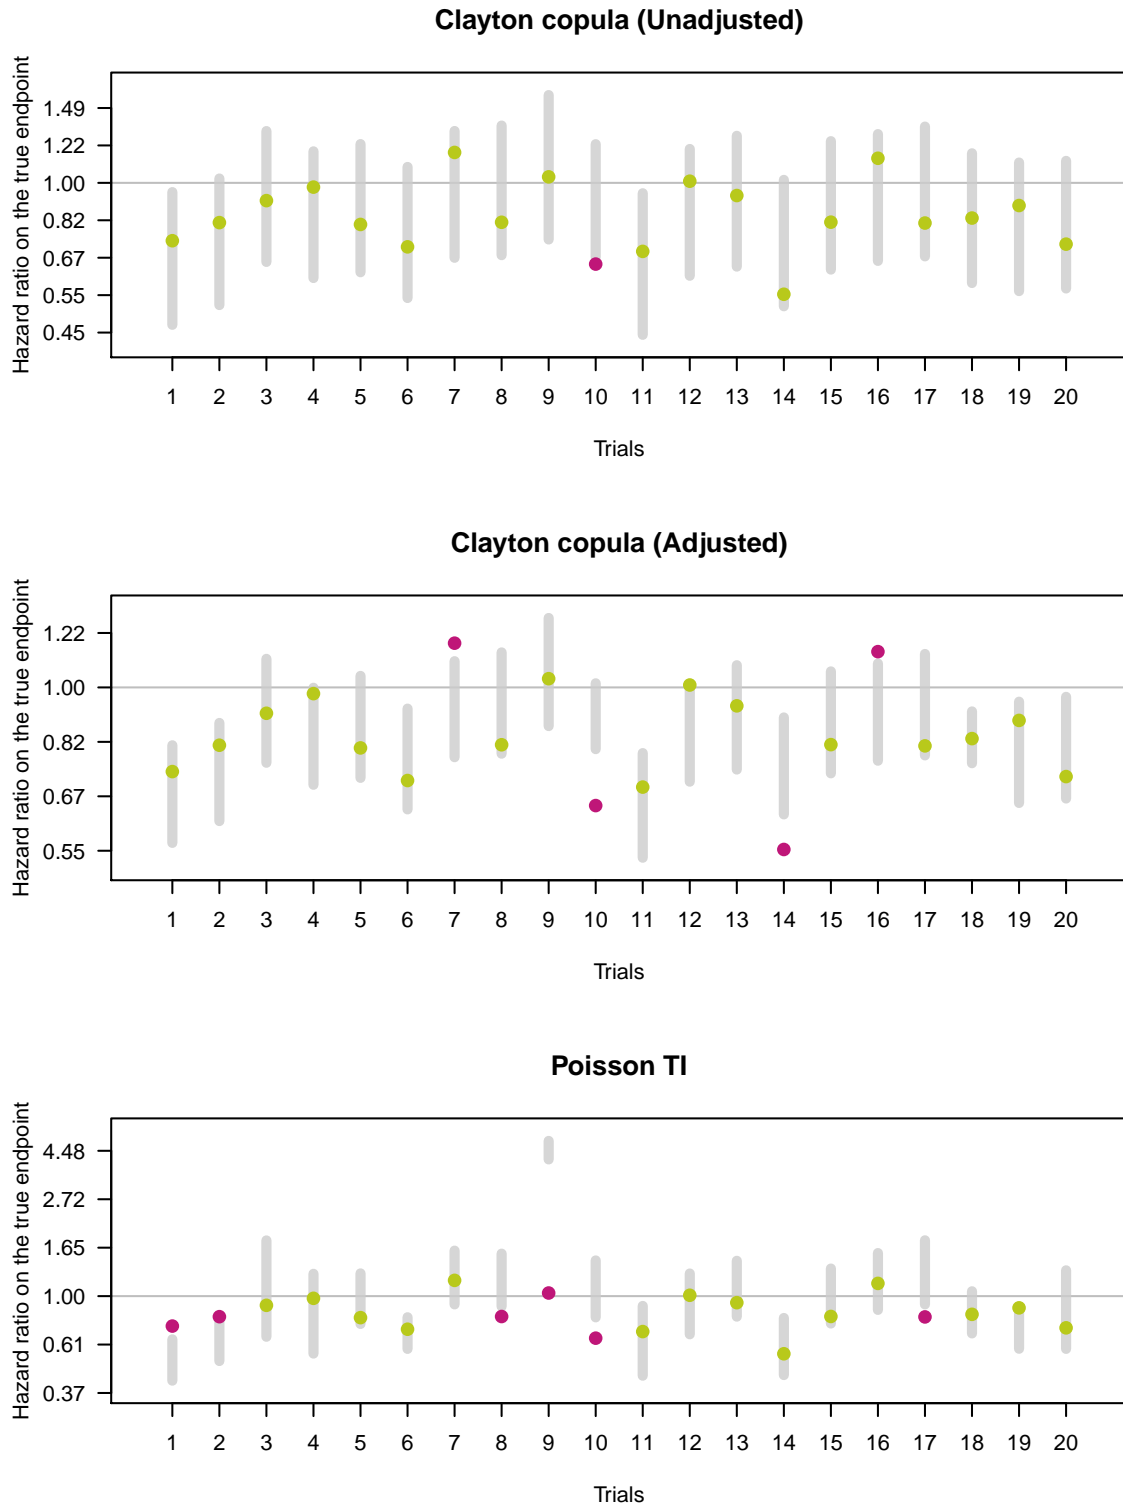 Clayton copula (Unadjusted)
Hazard ratio on the true endpoint
1.49
1.22
1.00
0.82
0.67
0.55
0.45
1 2 3 4 5 6 7 8 9 10 11 12 13 14 15 16 17 18 19 20
Trials
Clayton copula (Adjusted)
Hazard ratio on the true endpoint
1.22
1.00
0.82
0.67
0.55
1 2 3 4 5 6 7 8 9 10 11 12 13 14 15 16 17 18 19 20
Trials
Poisson TI
Hazard ratio on the true endpoint
4.48
2.72
1.65
1.00
0.61
0.37
1 2 3 4 5 6 7 8 9 10 11 12 13 14 15 16 17 18 19 20
Trials